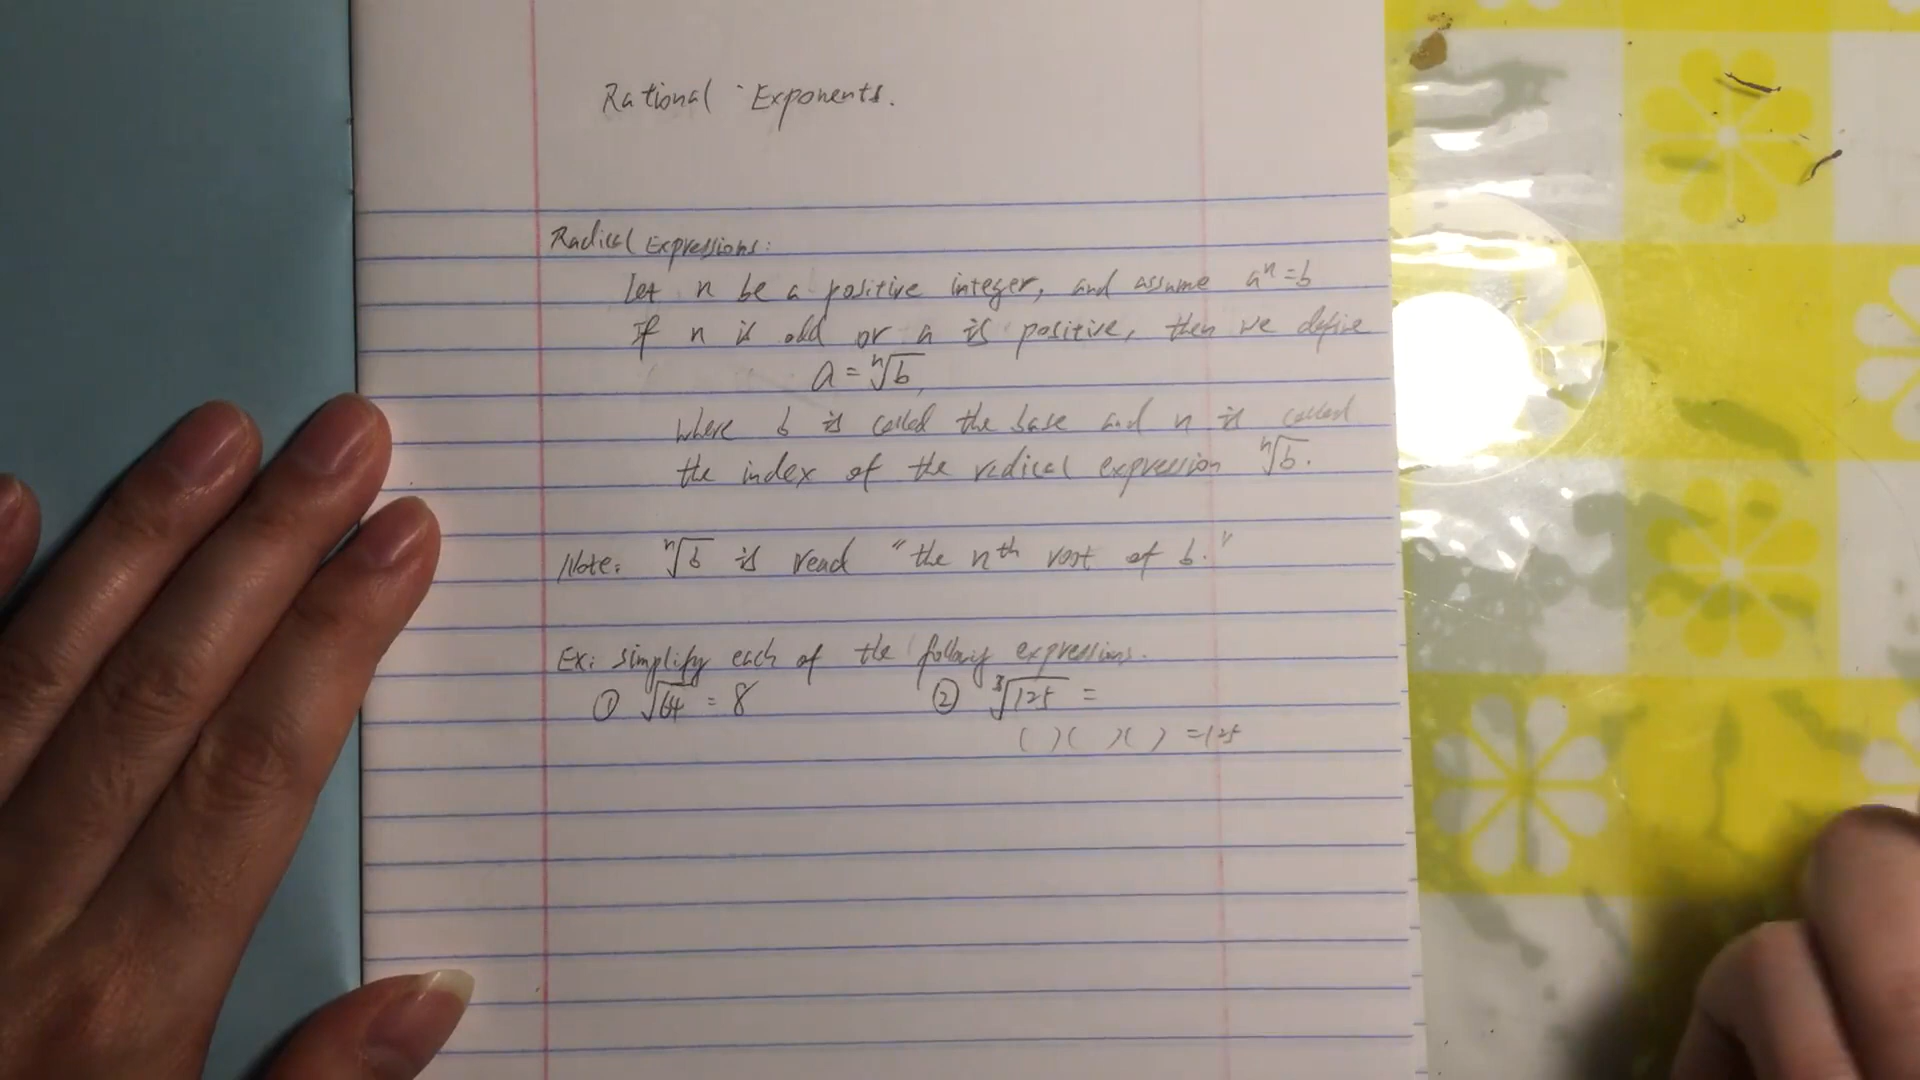 Rational Exponents.
Radical Expressions:
Let n be a positive integer, and assume aⁿ = b
If n is odd or a is positive, then we define
a = ⁿ√b,
where b is called the base and n is called
the index of the radical expression ⁿ√b.
Note: ⁿ√b is read "the nth root of b."
Ex: simplify each of the following expressions.
① √64 = 8 ② ³√125 =
( )( )( ) = 125